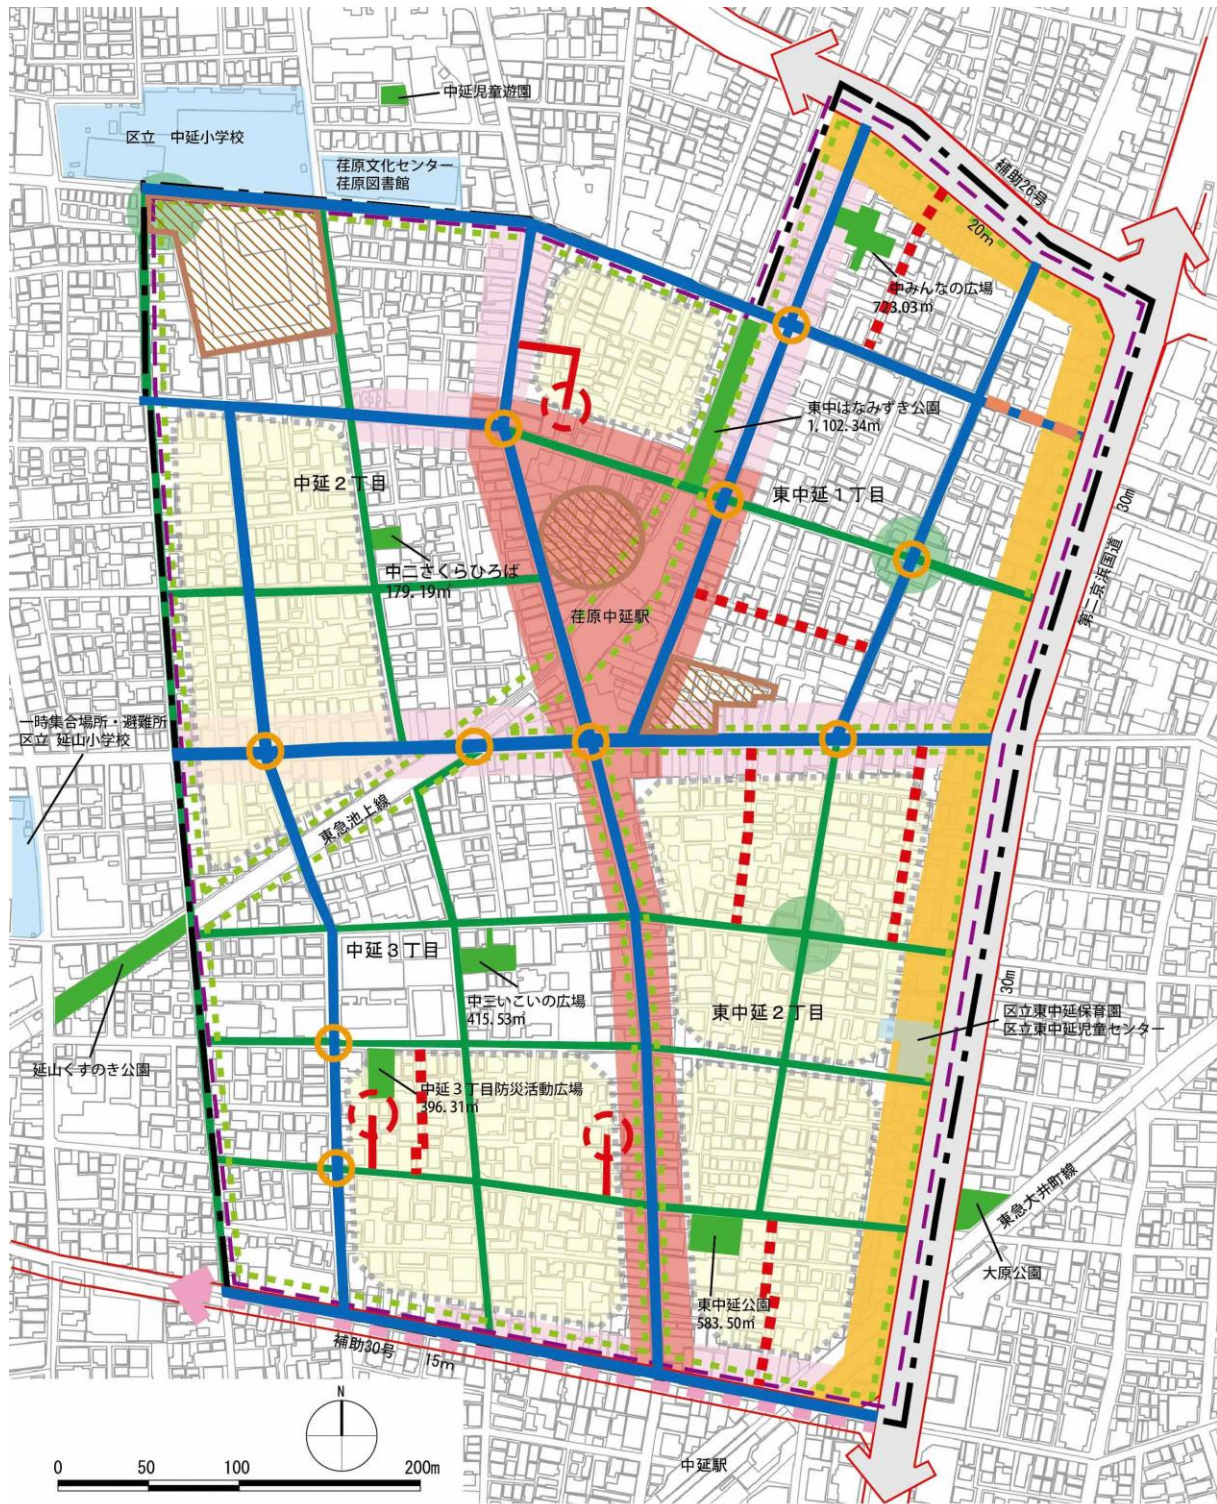 中延児童遊園
区立　中延小学校
荏原文化センター
荏原図書館
補助26号
20m
中みんなの広場
723.03㎡
東中はなみずき公園
1,102.34㎡
中延２丁目
東中延１丁目
30m
第二京浜国道
中二さくらひろば
179.19㎡
荏原中延駅
一時集合場所・避難所
区立 延山小学校
東急池上線
中延３丁目
中三いこいの広場
415.53㎡
東中延２丁目
30m
区立東中延保育園
区立東中延児童センター
延山くすのき公園
中延３丁目防災活動広場
396.31㎡
東急大井町線
大原公園
東中延公園
583.50㎡
補助30号
15m
N
中延駅
0 50 100 200m